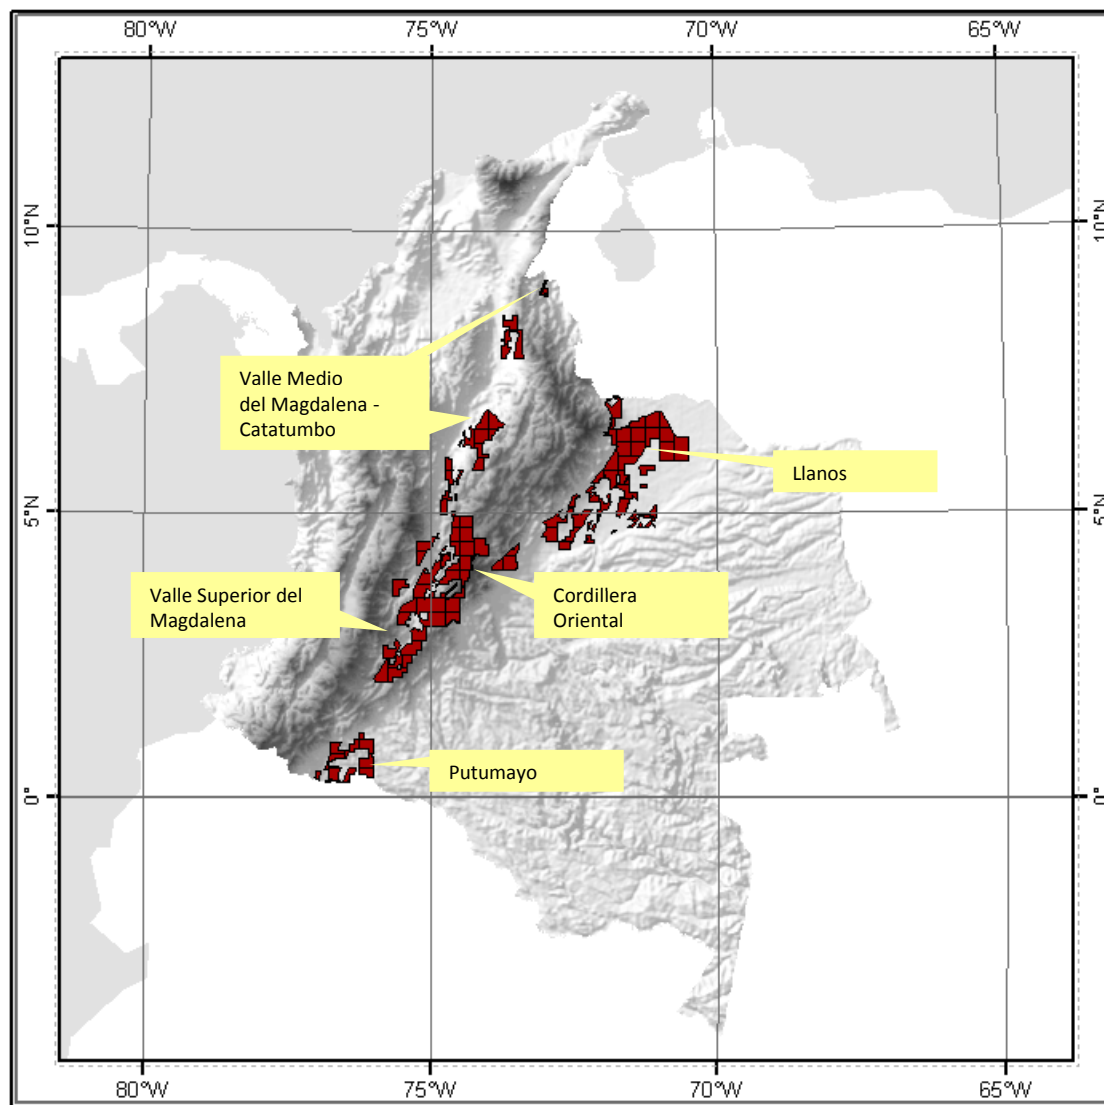 80°W 75°W 70°W 65°W
10°N 10°N
Valle Medio
del Magdalena -
Catatumbo
Llanos
5°N 5°N
Valle Superior del
Magdalena
Cordillera
Oriental
Putumayo
0° 0°
80°W 75°W 70°W 65°W